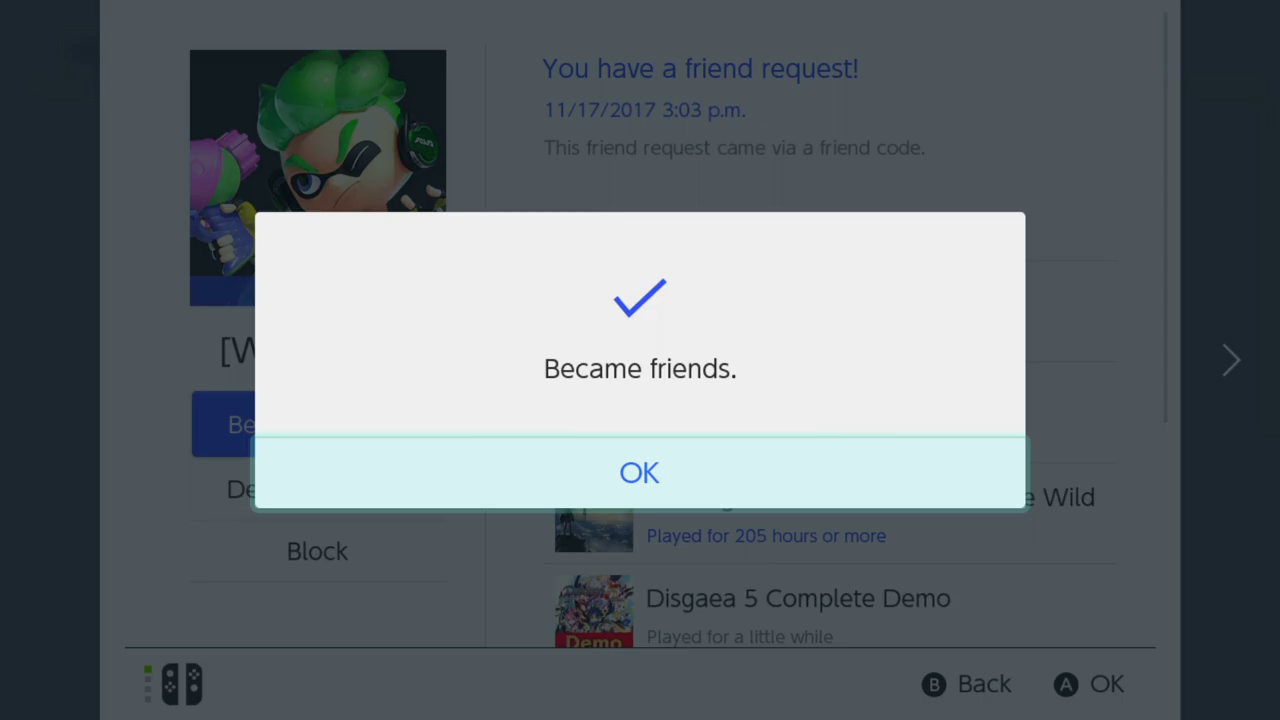 You have a friend request!
11/17/2017 3:03 p.m.
This friend request came via a friend code.
[W
Became friends.
Be
OK
De
Wild
Played for 205 hours or more
Block
Disgaea 5 Complete Demo
Played for a little while
Demo
B Back
A OK